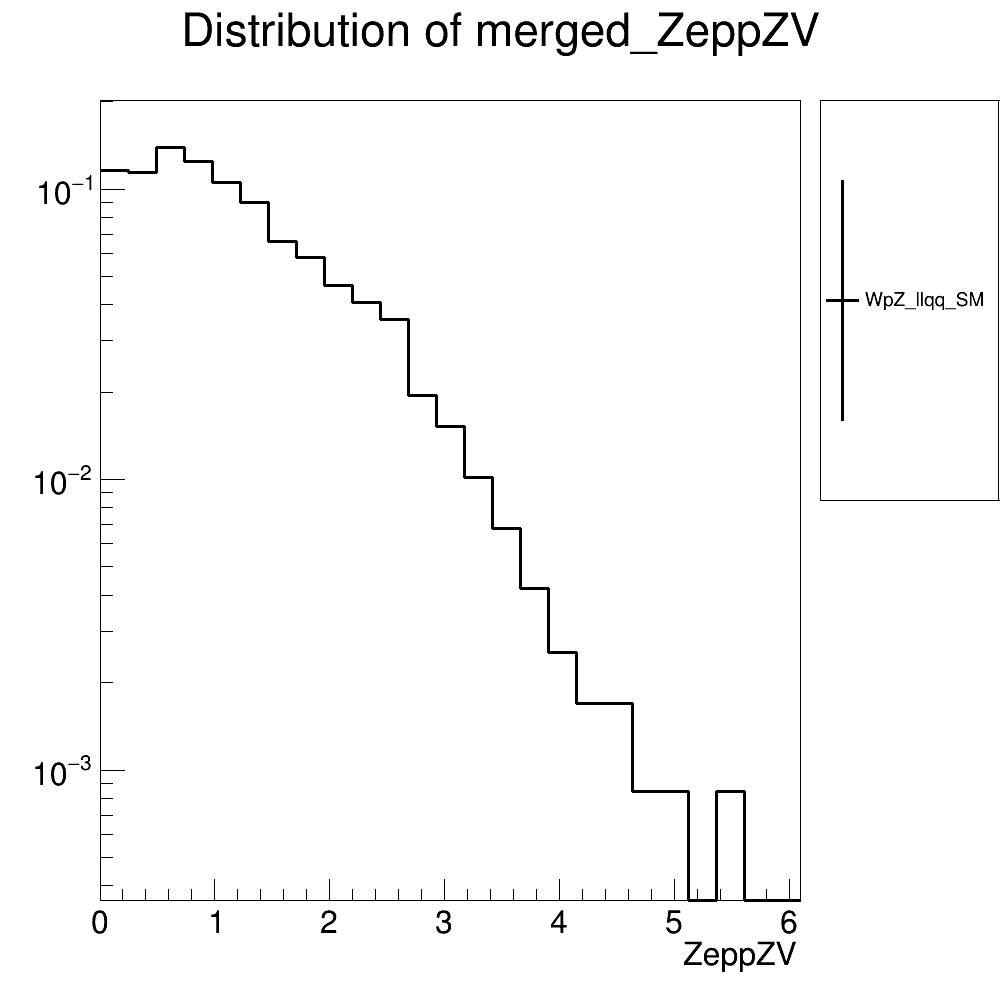 Distribution of merged_ZeppZV
10⁻¹
10⁻²
10⁻³
0 1 2 3 4 5 6
ZeppZV
WpZ_llqq_SM